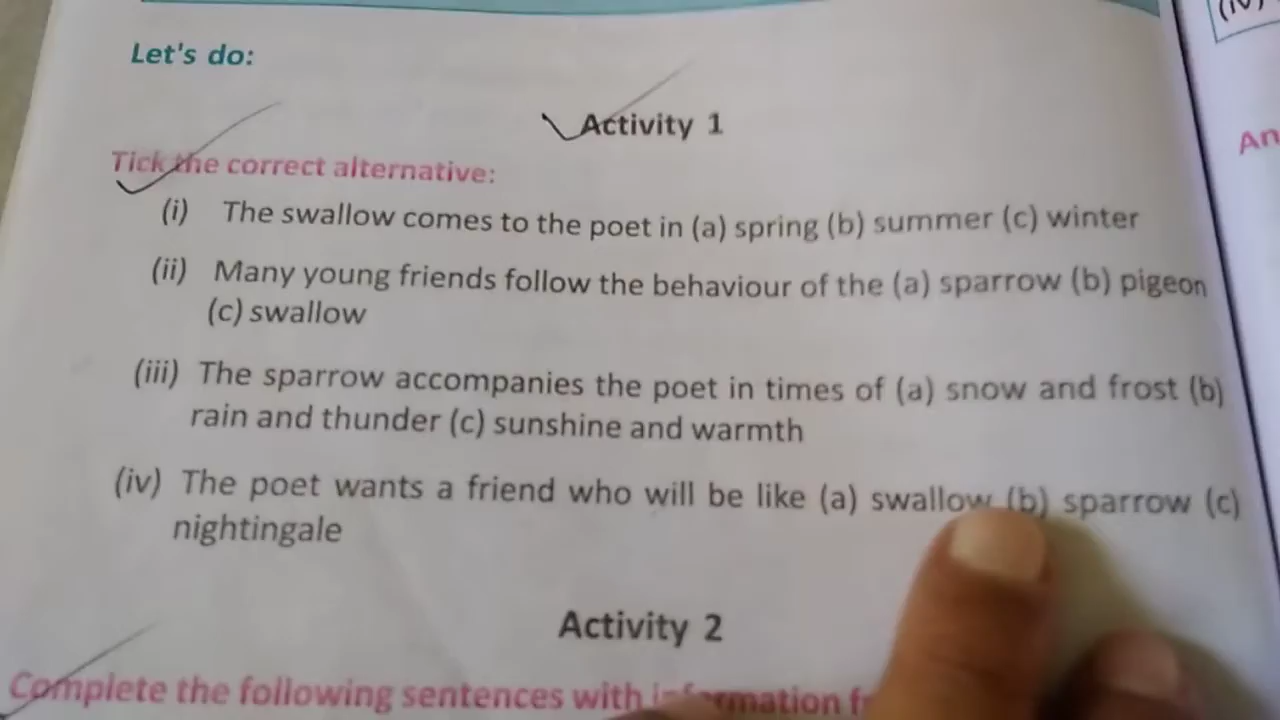 Let's do:
Activity 1
Tick the correct alternative:
(i) The swallow comes to the poet in (a) spring (b) summer (c) winter
(ii) Many young friends follow the behaviour of the (a) sparrow (b) pigeon
(c) swallow
(iii) The sparrow accompanies the poet in times of (a) snow and frost (b)
rain and thunder (c) sunshine and warmth
(iv) The poet wants a friend who will be like (a) swallow (b) sparrow (c)
nightingale
Activity 2
Complete the following sentences with information
(iv)
An